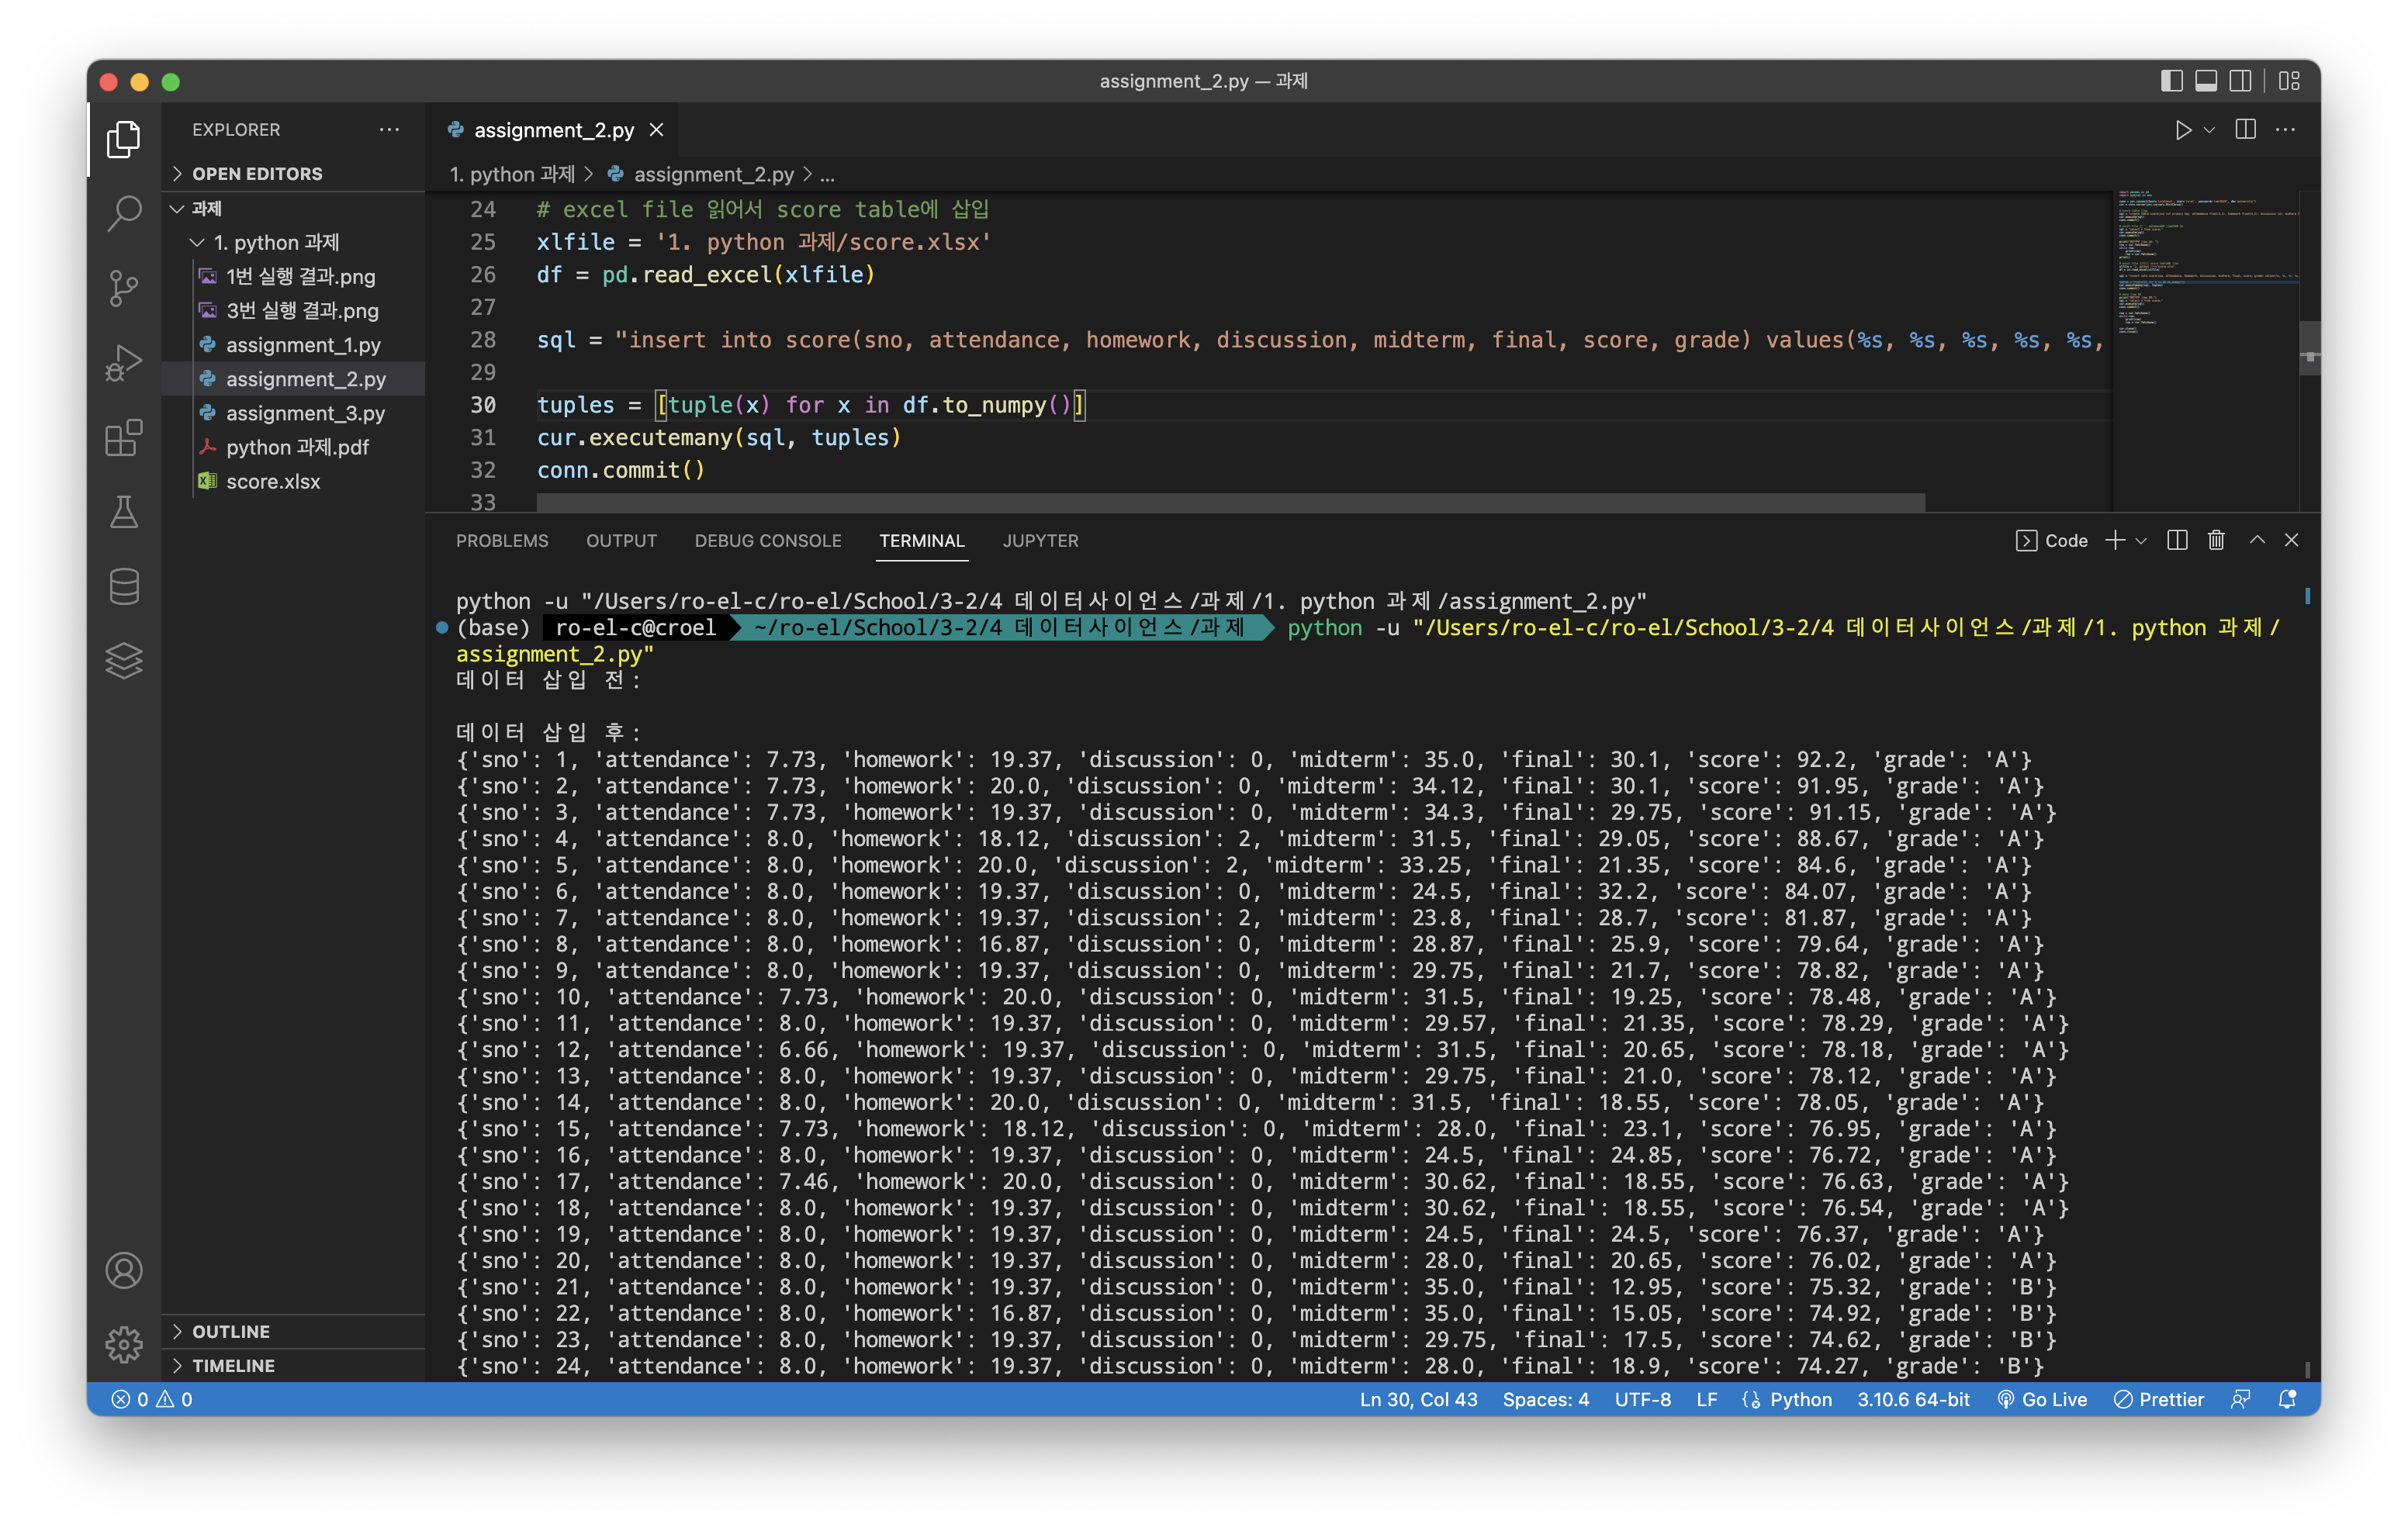 assignment_2.py — 과제
EXPLORER
OPEN EDITORS
과제
1. python 과제
1번 실행 결과.png
3번 실행 결과.png
assignment_1.py
assignment_2.py
assignment_3.py
python 과제.pdf
score.xlsx
OUTLINE
TIMELINE
assignment_2.py
1. python 과제 > assignment_2.py > ...
24 # excel file 읽어서 score table에 삽입
25 xlfile = '1. python 과제/score.xlsx'
26 df = pd.read_excel(xlfile)
27
28 sql = "insert into score(sno, attendance, homework, discussion, midterm, final, score, grade) values(%s, %s, %s, %s, %s,
29
30 tuples = [tuple(x) for x in df.to_numpy()]
31 cur.executemany(sql, tuples)
32 conn.commit()
33
PROBLEMS OUTPUT DEBUG CONSOLE TERMINAL JUPYTER
Code
python -u "/Users/ro-el-c/ro-el/School/3-2/4 데이터사이언스/과제/1. python 과제/assignment_2.py"
(base) ro-el-c@croel ~/ro-el/School/3-2/4 데이터사이언스/과제 python -u "/Users/ro-el-c/ro-el/School/3-2/4 데이터사이언스/과제/1. python 과제/
assignment_2.py"
데이터 삽입 전:
데이터 삽입 후:
{'sno': 1, 'attendance': 7.73, 'homework': 19.37, 'discussion': 0, 'midterm': 35.0, 'final': 30.1, 'score': 92.2, 'grade': 'A'}
{'sno': 2, 'attendance': 7.73, 'homework': 20.0, 'discussion': 0, 'midterm': 34.12, 'final': 30.1, 'score': 91.95, 'grade': 'A'}
{'sno': 3, 'attendance': 7.73, 'homework': 19.37, 'discussion': 0, 'midterm': 34.3, 'final': 29.75, 'score': 91.15, 'grade': 'A'}
{'sno': 4, 'attendance': 8.0, 'homework': 18.12, 'discussion': 2, 'midterm': 31.5, 'final': 29.05, 'score': 88.67, 'grade': 'A'}
{'sno': 5, 'attendance': 8.0, 'homework': 20.0, 'discussion': 2, 'midterm': 33.25, 'final': 21.35, 'score': 84.6, 'grade': 'A'}
{'sno': 6, 'attendance': 8.0, 'homework': 19.37, 'discussion': 0, 'midterm': 24.5, 'final': 32.2, 'score': 84.07, 'grade': 'A'}
{'sno': 7, 'attendance': 8.0, 'homework': 19.37, 'discussion': 2, 'midterm': 23.8, 'final': 28.7, 'score': 81.87, 'grade': 'A'}
{'sno': 8, 'attendance': 8.0, 'homework': 16.87, 'discussion': 0, 'midterm': 28.87, 'final': 25.9, 'score': 79.64, 'grade': 'A'}
{'sno': 9, 'attendance': 8.0, 'homework': 19.37, 'discussion': 0, 'midterm': 29.75, 'final': 21.7, 'score': 78.82, 'grade': 'A'}
{'sno': 10, 'attendance': 7.73, 'homework': 20.0, 'discussion': 0, 'midterm': 31.5, 'final': 19.25, 'score': 78.48, 'grade': 'A'}
{'sno': 11, 'attendance': 8.0, 'homework': 19.37, 'discussion': 0, 'midterm': 29.57, 'final': 21.35, 'score': 78.29, 'grade': 'A'}
{'sno': 12, 'attendance': 6.66, 'homework': 19.37, 'discussion': 0, 'midterm': 31.5, 'final': 20.65, 'score': 78.18, 'grade': 'A'}
{'sno': 13, 'attendance': 8.0, 'homework': 19.37, 'discussion': 0, 'midterm': 29.75, 'final': 21.0, 'score': 78.12, 'grade': 'A'}
{'sno': 14, 'attendance': 8.0, 'homework': 20.0, 'discussion': 0, 'midterm': 31.5, 'final': 18.55, 'score': 78.05, 'grade': 'A'}
{'sno': 15, 'attendance': 7.73, 'homework': 18.12, 'discussion': 0, 'midterm': 28.0, 'final': 23.1, 'score': 76.95, 'grade': 'A'}
{'sno': 16, 'attendance': 8.0, 'homework': 19.37, 'discussion': 0, 'midterm': 24.5, 'final': 24.85, 'score': 76.72, 'grade': 'A'}
{'sno': 17, 'attendance': 7.46, 'homework': 20.0, 'discussion': 0, 'midterm': 30.62, 'final': 18.55, 'score': 76.63, 'grade': 'A'}
{'sno': 18, 'attendance': 8.0, 'homework': 19.37, 'discussion': 0, 'midterm': 30.62, 'final': 18.55, 'score': 76.54, 'grade': 'A'}
{'sno': 19, 'attendance': 8.0, 'homework': 19.37, 'discussion': 0, 'midterm': 24.5, 'final': 24.5, 'score': 76.37, 'grade': 'A'}
{'sno': 20, 'attendance': 8.0, 'homework': 19.37, 'discussion': 0, 'midterm': 28.0, 'final': 20.65, 'score': 76.02, 'grade': 'A'}
{'sno': 21, 'attendance': 8.0, 'homework': 19.37, 'discussion': 0, 'midterm': 35.0, 'final': 12.95, 'score': 75.32, 'grade': 'B'}
{'sno': 22, 'attendance': 8.0, 'homework': 16.87, 'discussion': 0, 'midterm': 35.0, 'final': 15.05, 'score': 74.92, 'grade': 'B'}
{'sno': 23, 'attendance': 8.0, 'homework': 19.37, 'discussion': 0, 'midterm': 29.75, 'final': 17.5, 'score': 74.62, 'grade': 'B'}
{'sno': 24, 'attendance': 8.0, 'homework': 19.37, 'discussion': 0, 'midterm': 28.0, 'final': 18.9, 'score': 74.27, 'grade': 'B'}
0 0 Ln 30, Col 43 Spaces: 4 UTF-8 LF Python 3.10.6 64-bit Go Live Prettier